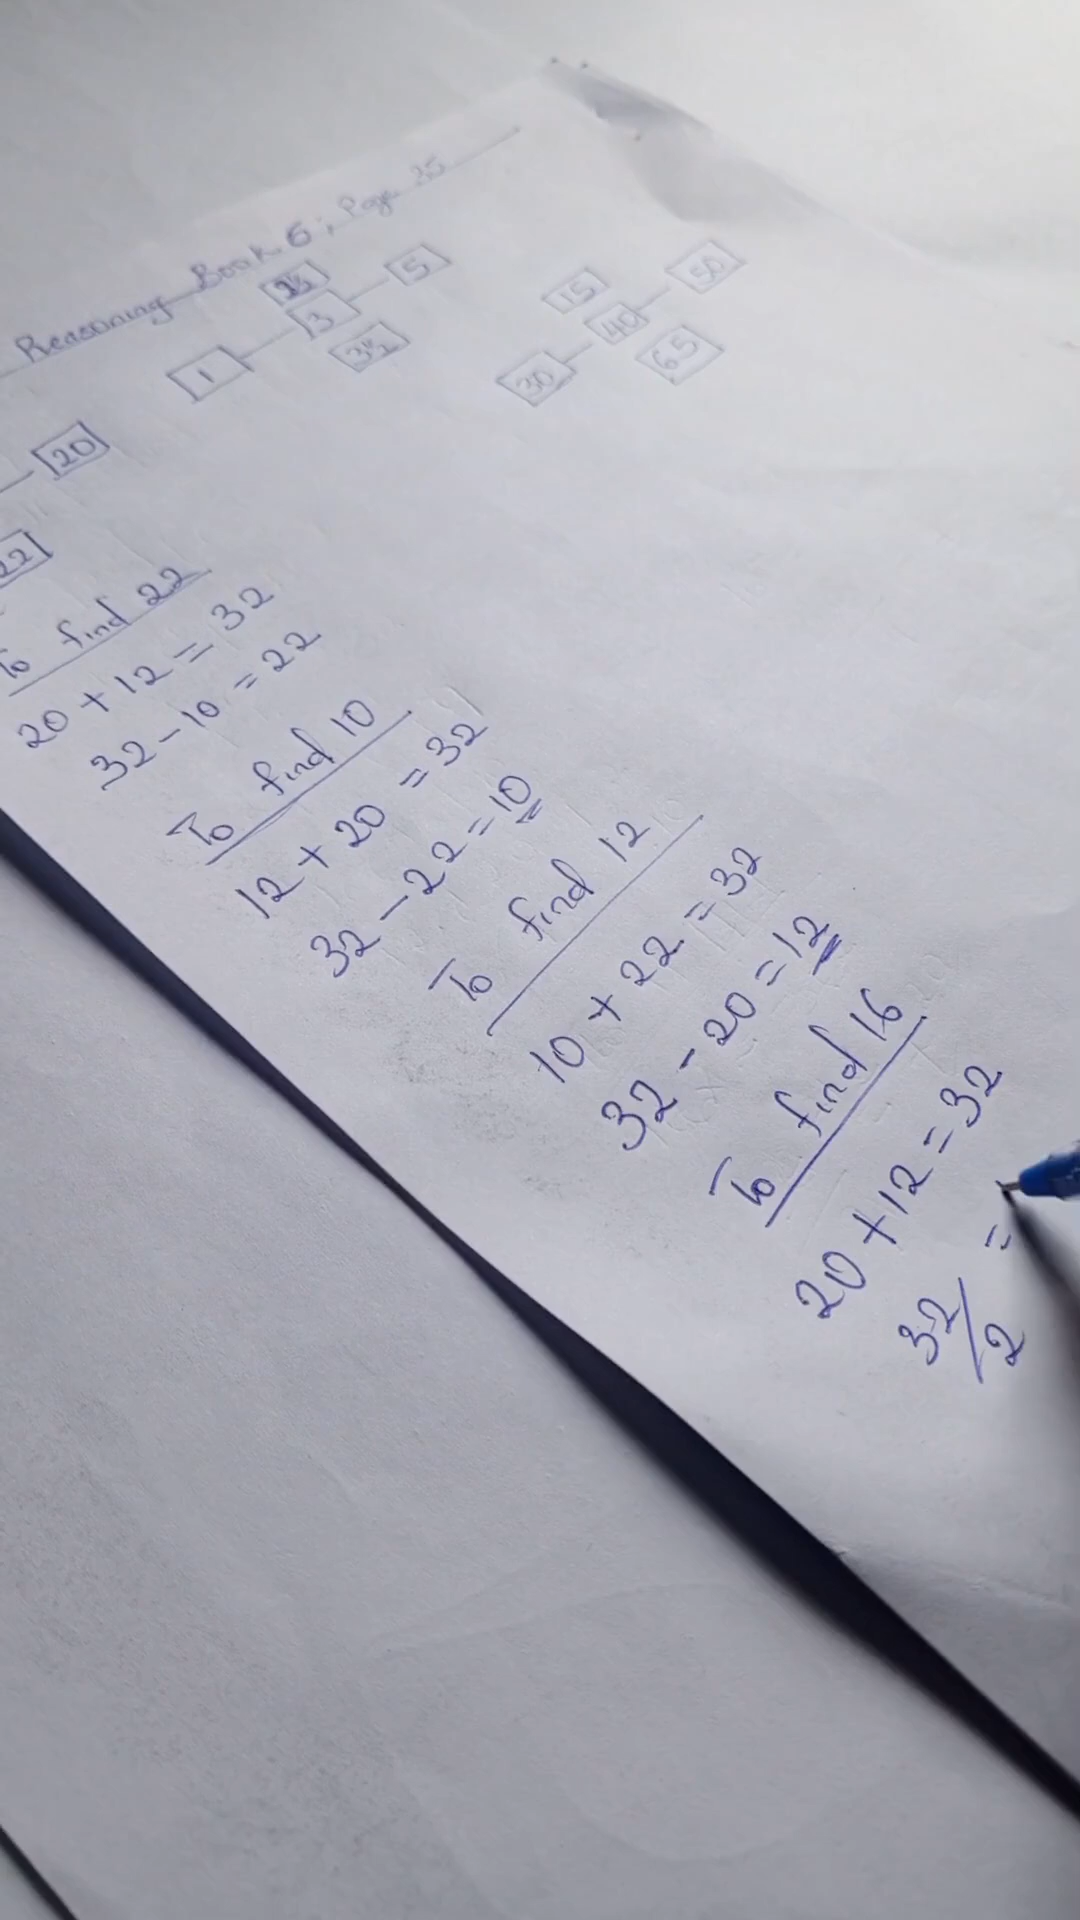 Reasoning Book 6; Page 35
5
3
3½
1
15
50
40
30
65
20
22
To find 22
20 + 12 = 32
32 - 10 = 22
To find 10
12 + 20 = 32
32 - 22 = 10
To find 12
10 + 22 = 32
32 - 20 = 12
To find 16
20 + 12 = 32
32/2 =